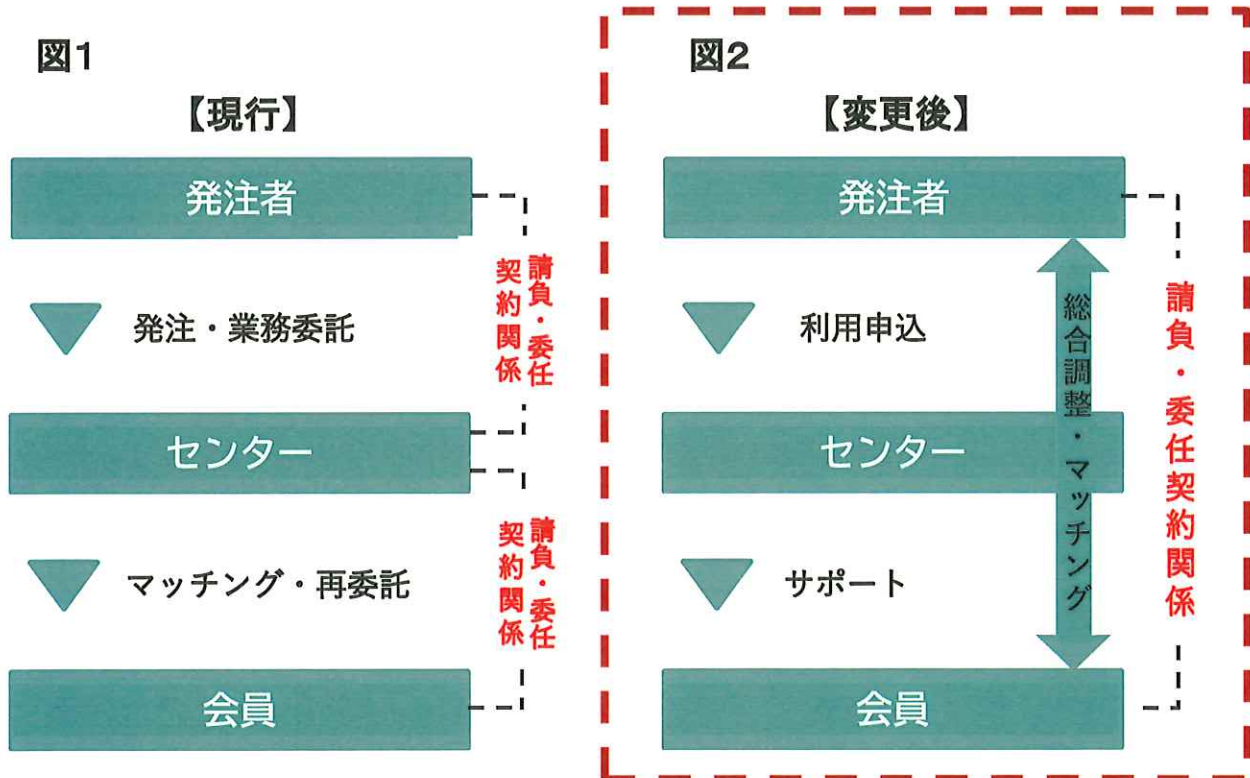 図1
【現行】
発注者
請負・委任
契約関係
発注・業務委託
センター
請負・委任
契約関係
マッチング・再委託
会員
図2
【変更後】
発注者
利用申込
総合調整・マッチング
請負・委任契約関係
センター
サポート
会員